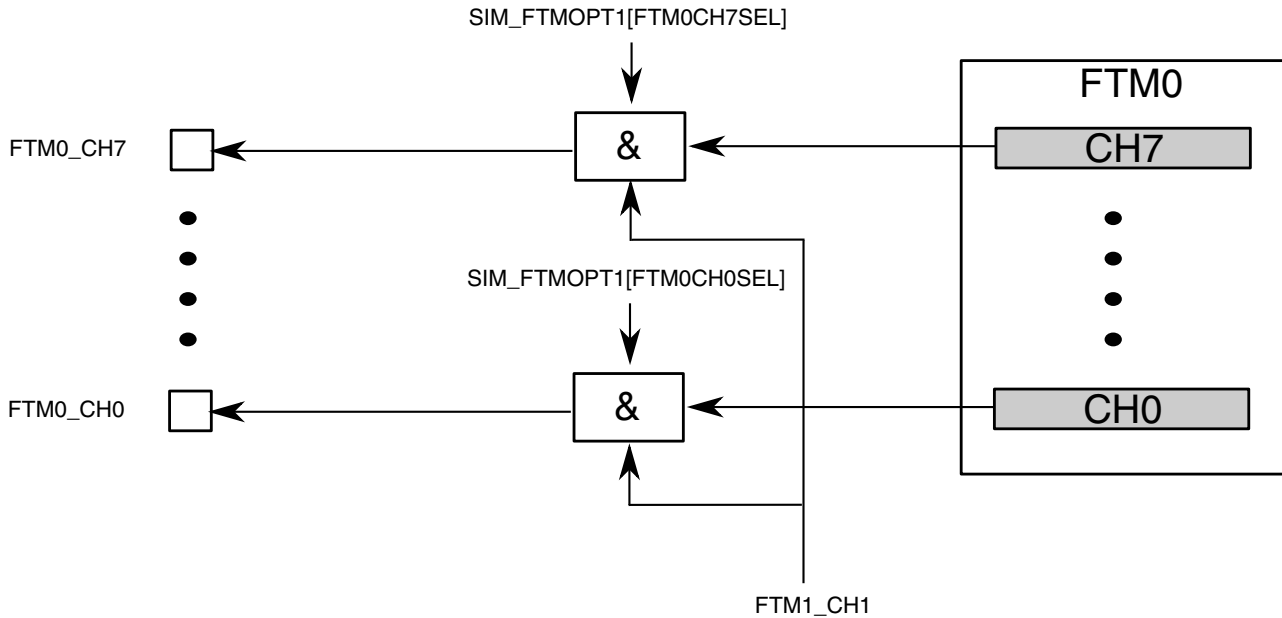 SIM_FTMOPT1[FTM0CH7SEL]
FTM0
FTM0_CH7
&
CH7
SIM_FTMOPT1[FTM0CH0SEL]
FTM0_CH0
&
CH0
FTM1_CH1